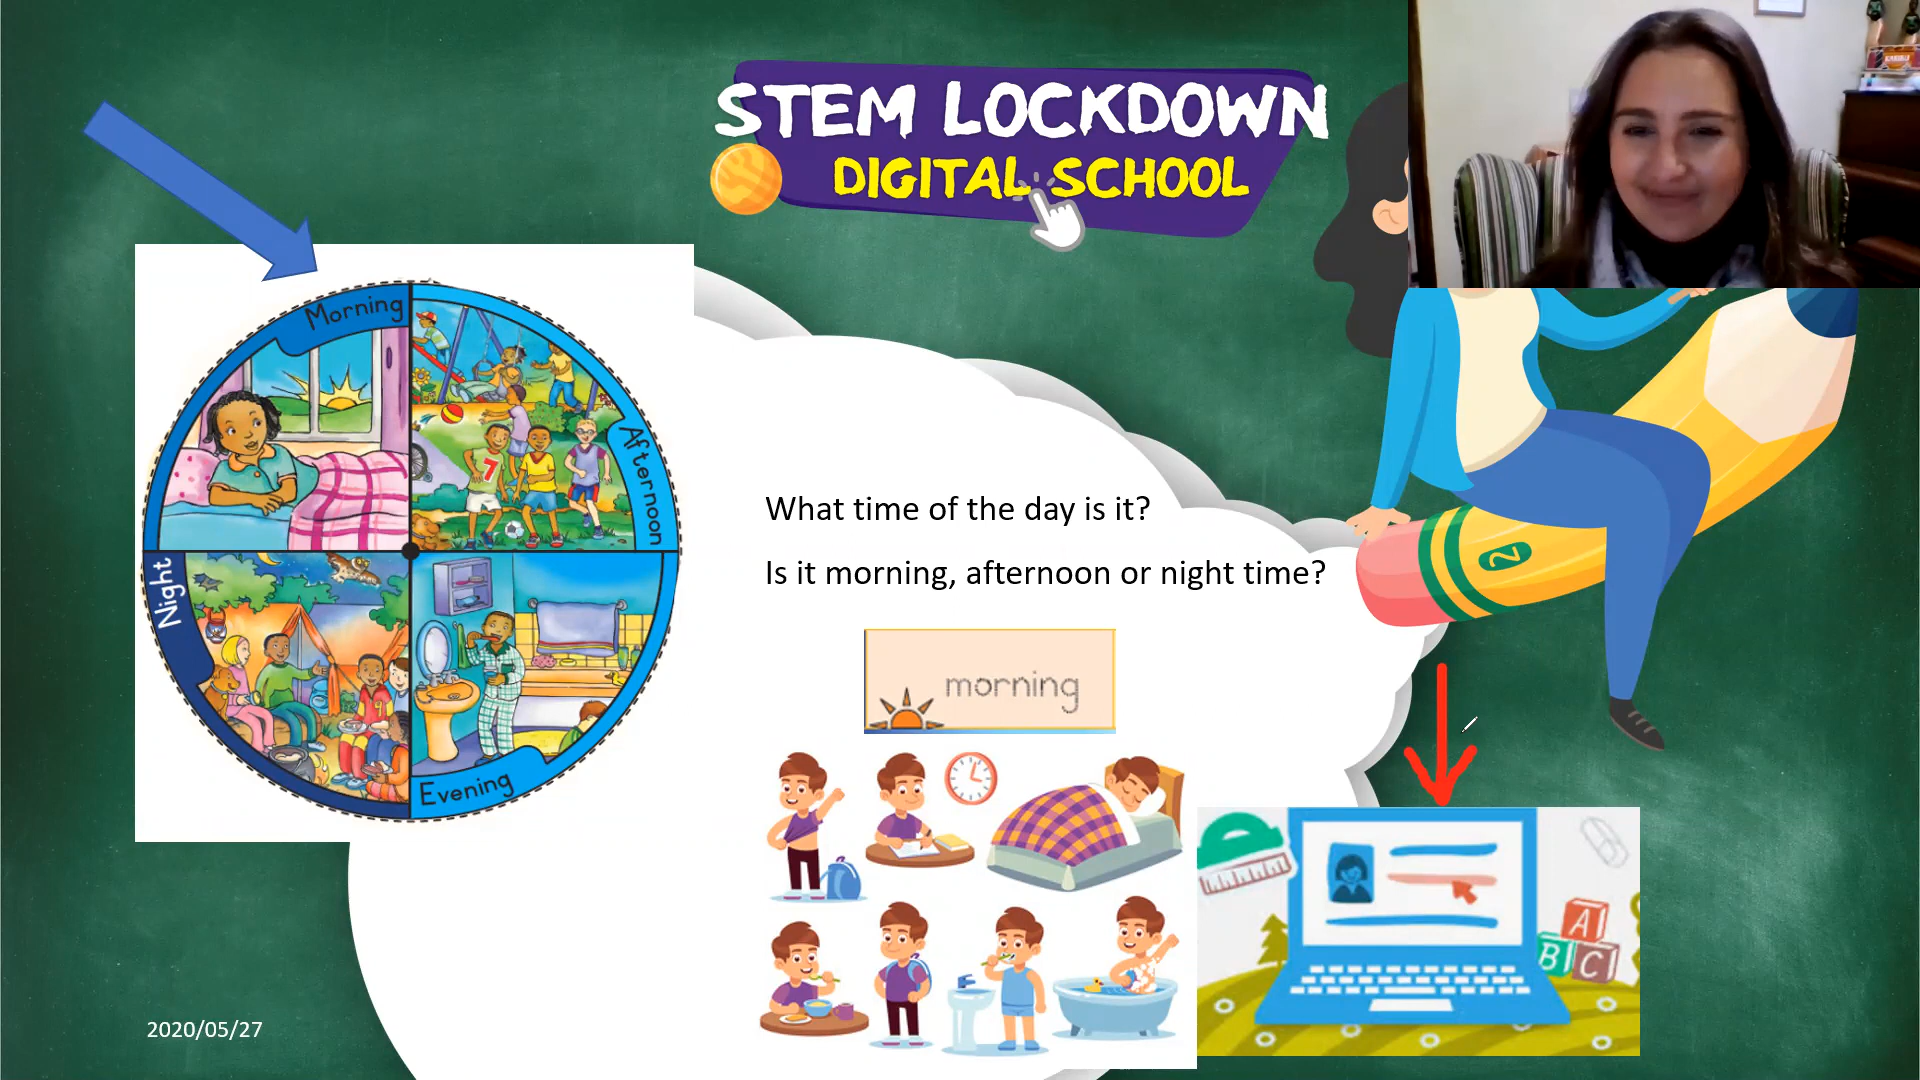 STEM LOCKDOWN
DIGITAL SCHOOL
Morning
Afternoon
7
Night
Evening
What time of the day is it?
Is it morning, afternoon or night time?
morning
2
A
B C
2020/05/27